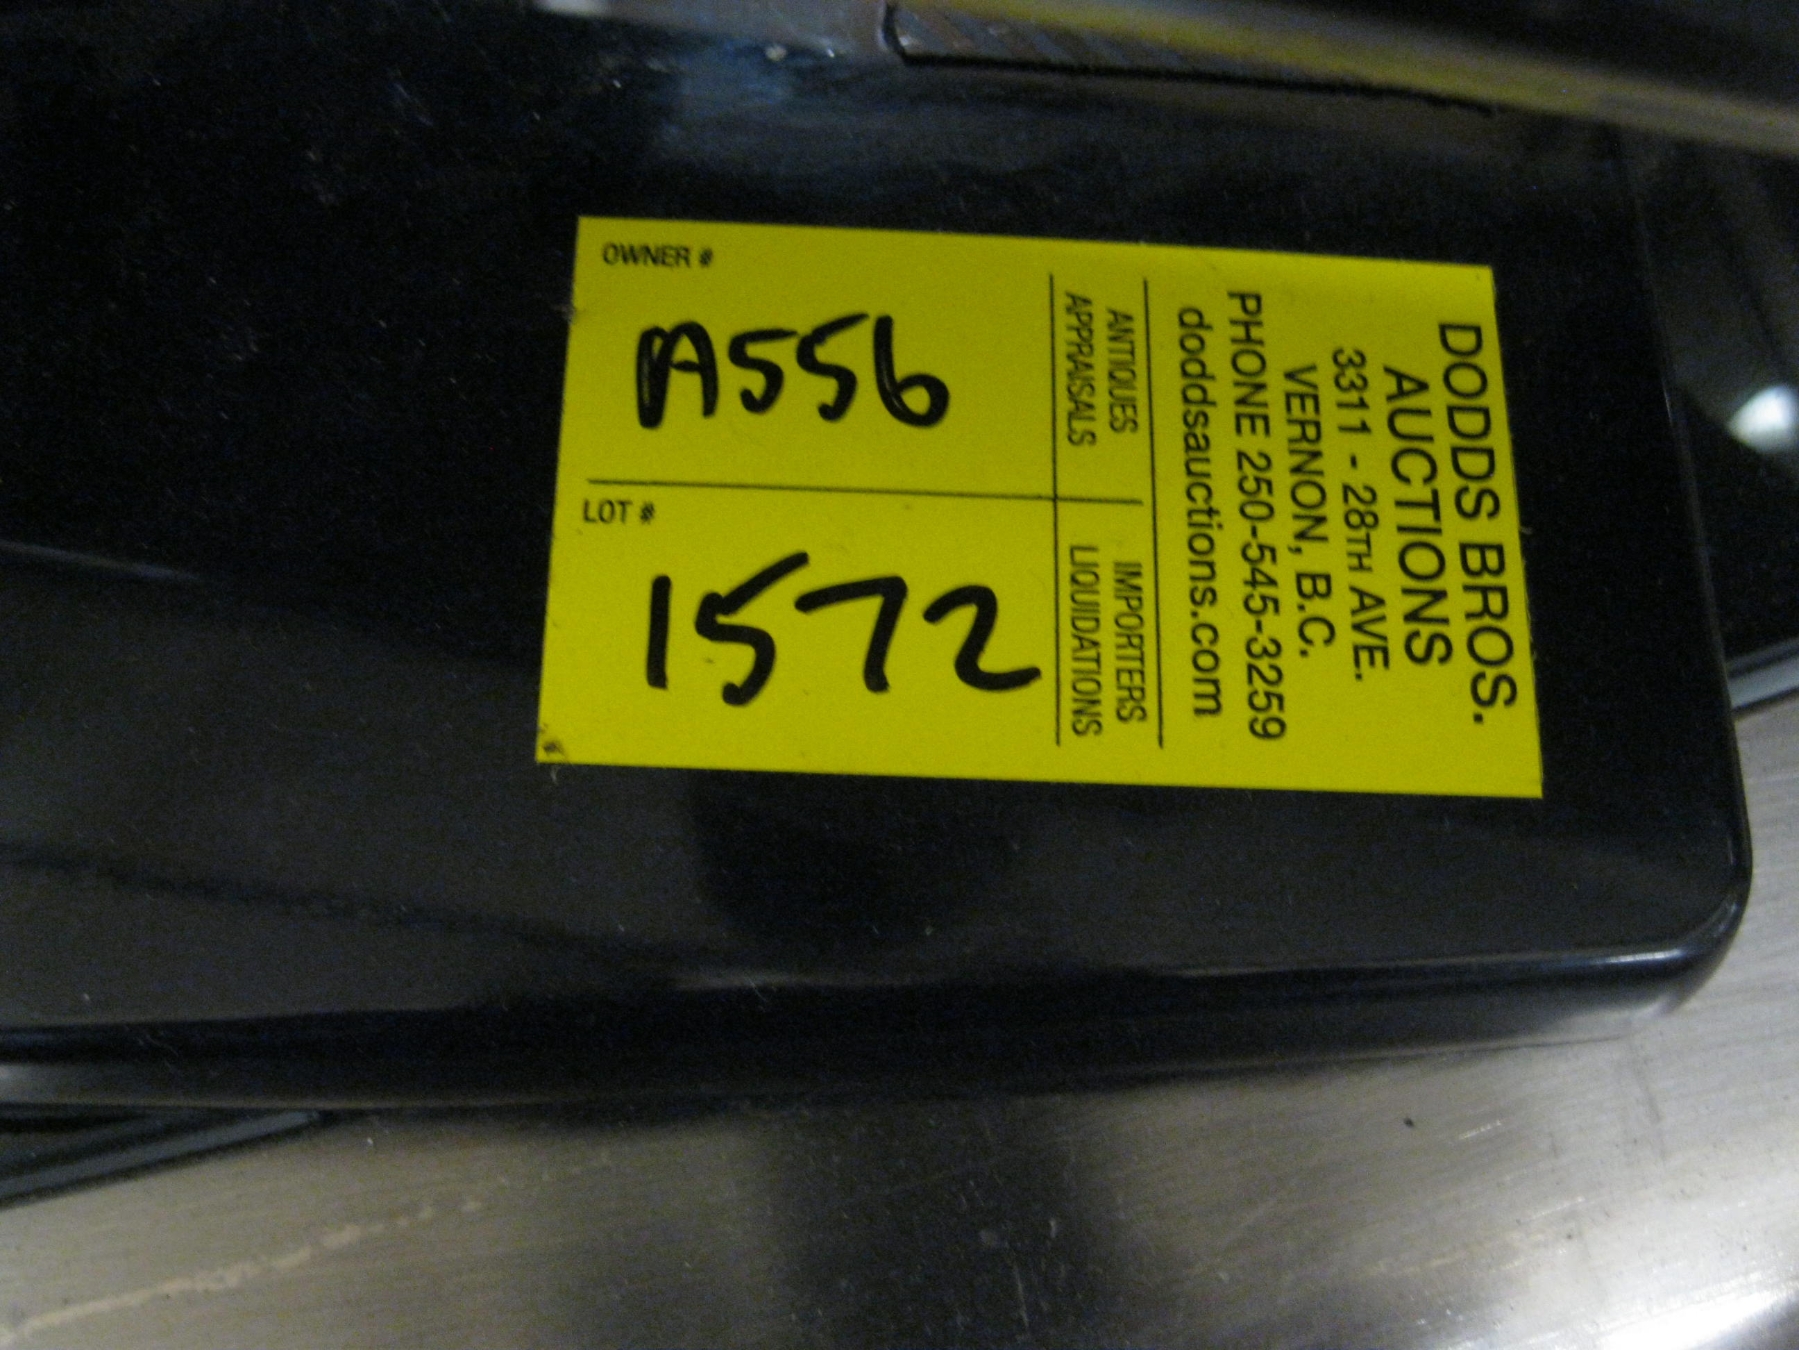 DODDS BROS.
AUCTIONS
3311 - 28TH AVE.
VERNON, B.C.
PHONE 250-545-3259
doddsauctions.com
ANTIQUES
APPRAISALS
IMPORTERS
LIQUIDATIONS
OWNER #
A556
LOT #
1572